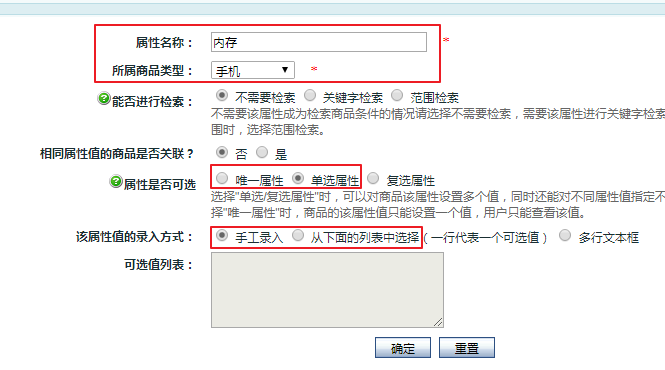 属性名称： 内存 *
所属商品类型： 手机 *
能否进行检索： 不需要检索 关键字检索 范围检索
不需要该属性成为检索商品条件的情况请选择不需要检索，需要该属性进行关键字检索
围时，选择范围检索。
相同属性值的商品是否关联？ 否 是
属性是否可选 唯一属性 单选属性 复选属性
选择"单选/复选属性"时，可以对商品该属性设置多个值，同时还能对不同属性值指定不
择"唯一属性"时，商品的该属性值只能设置一个值，用户只能查看该值。
该属性值的录入方式： 手工录入 从下面的列表中选择（一行代表一个可选值） 多行文本框
可选值列表：
确定 重置